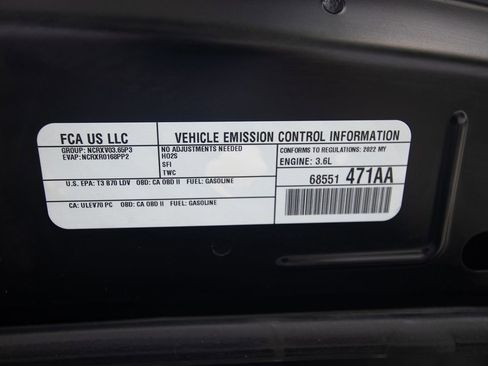 FCA US LLC
GROUP: NCRXV03.65P3
EVAP: NCRXR0168PP2
VEHICLE EMISSION CONTROL INFORMATION
NO ADJUSTMENTS NEEDED
HO2S
SFI
TWC
CONFORMS TO REGULATIONS: 2022 MY
ENGINE: 3.6L
U.S. EPA: T3 B70 LDV OBD: CA OBD II FUEL: GASOLINE
68551 471AA
CA: ULEV70 PC OBD: CA OBD II FUEL: GASOLINE